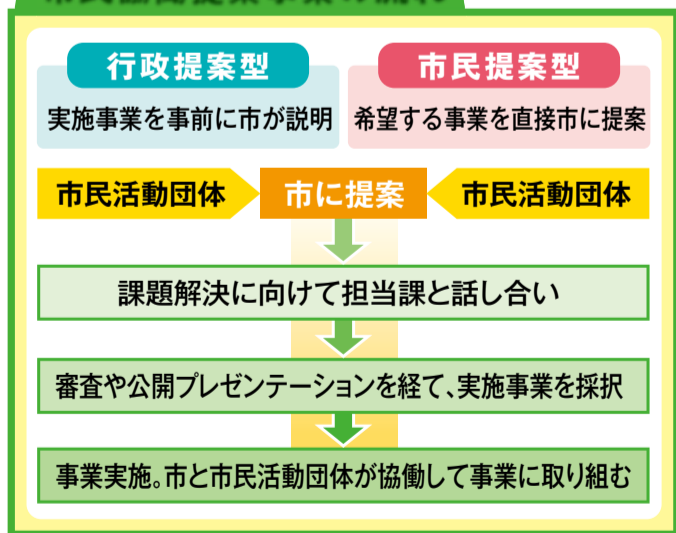 行政提案型
実施事業を事前に市が説明
市民提案型
希望する事業を直接市に提案
市民活動団体
市に提案
市民活動団体
課題解決に向けて担当課と話し合い
審査や公開プレゼンテーションを経て、実施事業を採択
事業実施。市と市民活動団体が協働して事業に取り組む